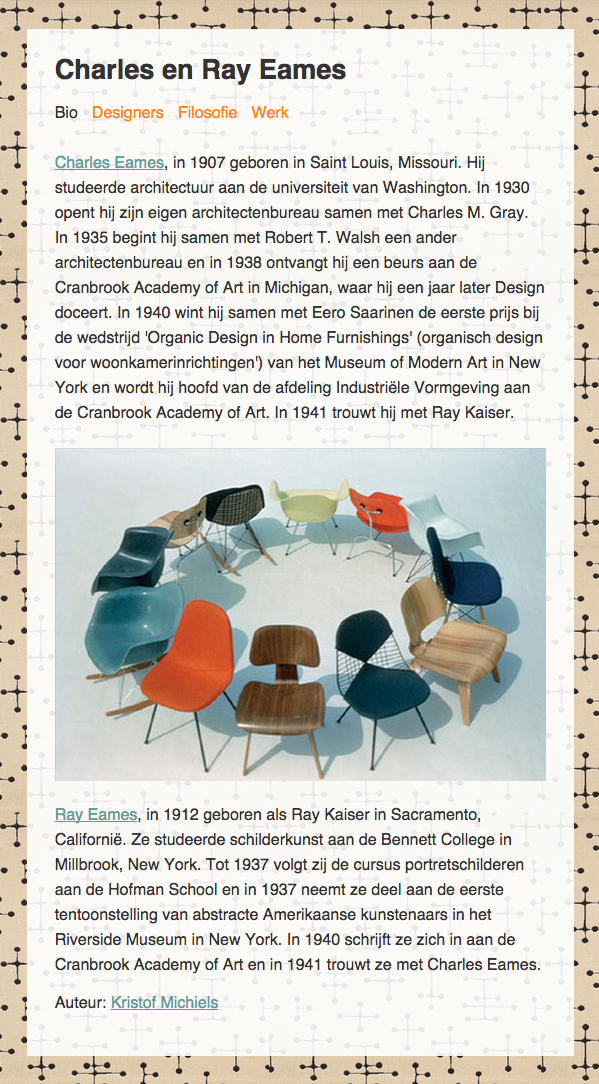 Charles en Ray Eames
Bio Designers Filosofie Werk
Charles Eames, in 1907 geboren in Saint Louis, Missouri. Hij
studeerde architectuur aan de universiteit van Washington. In 1930
opent hij zijn eigen architectenbureau samen met Charles M. Gray.
In 1935 begint hij samen met Robert T. Walsh een ander
architectenbureau en in 1938 ontvangt hij een beurs aan de
Cranbrook Academy of Art in Michigan, waar hij een jaar later Design
doceert. In 1940 wint hij samen met Eero Saarinen de eerste prijs bij
de wedstrijd 'Organic Design in Home Furnishings' (organisch design
voor woonkamerinrichtingen') van het Museum of Modern Art in New
York en wordt hij hoofd van de afdeling Industriële Vormgeving aan
de Cranbrook Academy of Art. In 1941 trouwt hij met Ray Kaiser.
Ray Eames, in 1912 geboren als Ray Kaiser in Sacramento,
Californië. Ze studeerde schilderkunst aan de Bennett College in
Millbrook, New York. Tot 1937 volgt zij de cursus portretschilderen
aan de Hofman School en in 1937 neemt ze deel aan de eerste
tentoonstelling van abstracte Amerikaanse kunstenaars in het
Riverside Museum in New York. In 1940 schrijft ze zich in aan de
Cranbrook Academy of Art en in 1941 trouwt ze met Charles Eames.
Auteur: Kristof Michiels